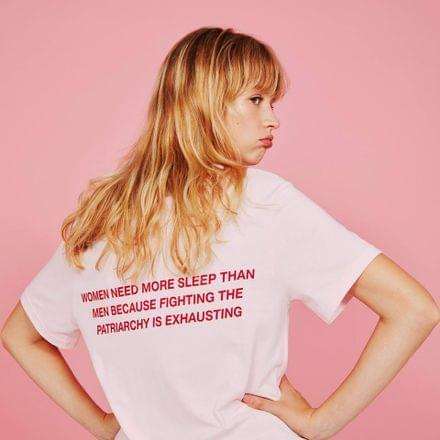 WOMEN NEED MORE SLEEP THAN
MEN BECAUSE FIGHTING THE
PATRIARCHY IS EXHAUSTING